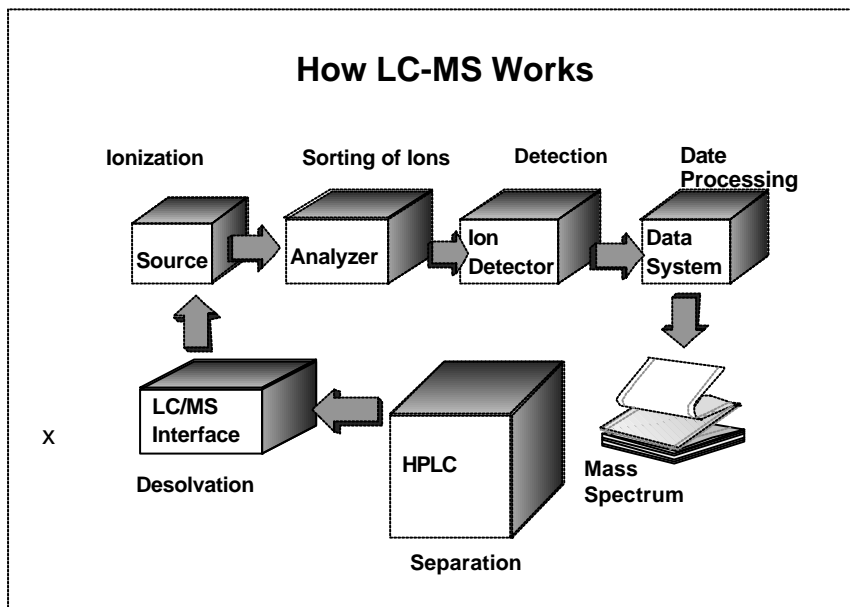 How LC-MS Works
Ionization
Sorting of Ions
Detection
Date
Processing
Source
Analyzer
Ion
Detector
Data
System
LC/MS
Interface
HPLC
x
Desolvation
Mass
Spectrum
Separation